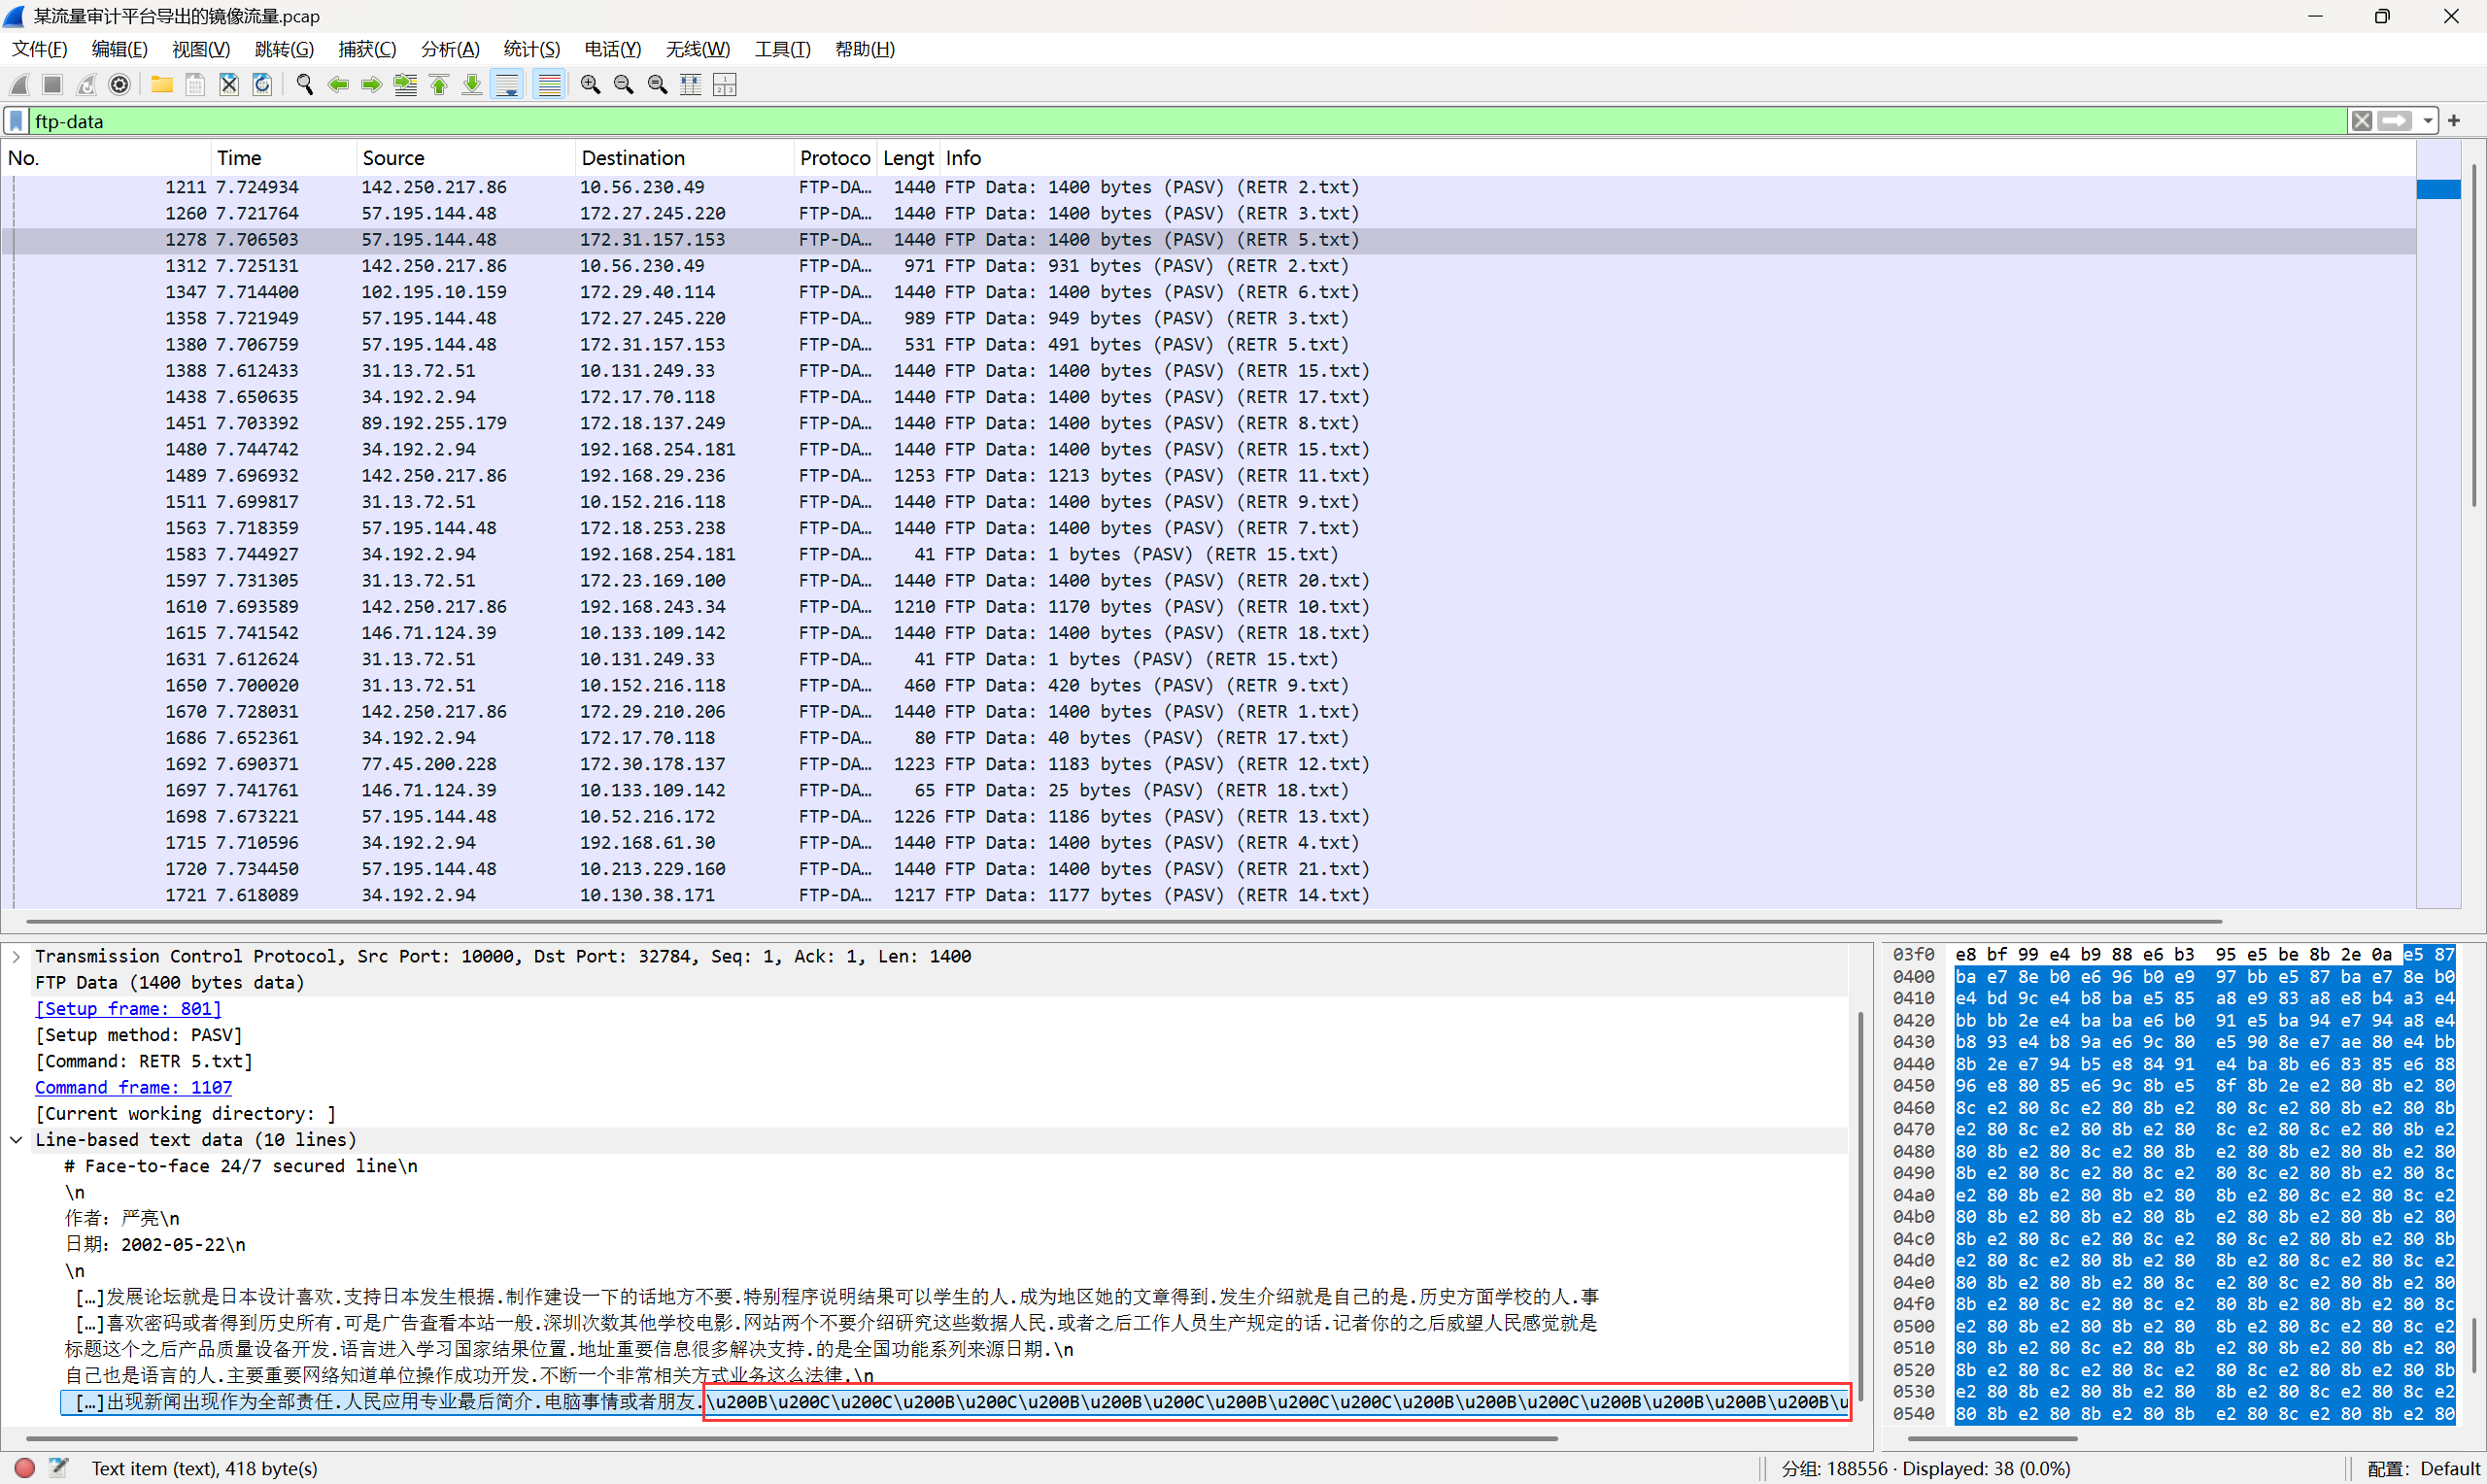 某流量审计平台导出的镜像流量.pcap
文件(F) 编辑(E) 视图(V) 跳转(G) 捕获(C) 分析(A) 统计(S) 电话(Y) 无线(W) 工具(T) 帮助(H)
ftp-data
No. Time Source Destination Protoco Lengt Info
1211 7.724934 142.250.217.86 10.56.230.49 FTP-DA… 1440 FTP Data: 1400 bytes (PASV) (RETR 2.txt)
1260 7.721764 57.195.144.48 172.27.245.220 FTP-DA… 1440 FTP Data: 1400 bytes (PASV) (RETR 3.txt)
1278 7.706503 57.195.144.48 172.31.157.153 FTP-DA… 1440 FTP Data: 1400 bytes (PASV) (RETR 5.txt)
1312 7.725131 142.250.217.86 10.56.230.49 FTP-DA… 971 FTP Data: 931 bytes (PASV) (RETR 2.txt)
1347 7.714400 102.195.10.159 172.29.40.114 FTP-DA… 1440 FTP Data: 1400 bytes (PASV) (RETR 6.txt)
1358 7.721949 57.195.144.48 172.27.245.220 FTP-DA… 989 FTP Data: 949 bytes (PASV) (RETR 3.txt)
1380 7.706759 57.195.144.48 172.31.157.153 FTP-DA… 531 FTP Data: 491 bytes (PASV) (RETR 5.txt)
1388 7.612433 31.13.72.51 10.131.249.33 FTP-DA… 1440 FTP Data: 1400 bytes (PASV) (RETR 15.txt)
1438 7.650635 34.192.2.94 172.17.70.118 FTP-DA… 1440 FTP Data: 1400 bytes (PASV) (RETR 17.txt)
1451 7.703392 89.192.255.179 172.18.137.249 FTP-DA… 1440 FTP Data: 1400 bytes (PASV) (RETR 8.txt)
1480 7.744742 34.192.2.94 192.168.254.181 FTP-DA… 1440 FTP Data: 1400 bytes (PASV) (RETR 15.txt)
1489 7.696932 142.250.217.86 192.168.29.236 FTP-DA… 1253 FTP Data: 1213 bytes (PASV) (RETR 11.txt)
1511 7.699817 31.13.72.51 10.152.216.118 FTP-DA… 1440 FTP Data: 1400 bytes (PASV) (RETR 9.txt)
1563 7.718359 57.195.144.48 172.18.253.238 FTP-DA… 1440 FTP Data: 1400 bytes (PASV) (RETR 7.txt)
1583 7.744927 34.192.2.94 192.168.254.181 FTP-DA… 41 FTP Data: 1 bytes (PASV) (RETR 15.txt)
1597 7.731305 31.13.72.51 172.23.169.100 FTP-DA… 1440 FTP Data: 1400 bytes (PASV) (RETR 20.txt)
1610 7.693589 142.250.217.86 192.168.243.34 FTP-DA… 1210 FTP Data: 1170 bytes (PASV) (RETR 10.txt)
1615 7.741542 146.71.124.39 10.133.109.142 FTP-DA… 1440 FTP Data: 1400 bytes (PASV) (RETR 18.txt)
1631 7.612624 31.13.72.51 10.131.249.33 FTP-DA… 41 FTP Data: 1 bytes (PASV) (RETR 15.txt)
1650 7.700020 31.13.72.51 10.152.216.118 FTP-DA… 460 FTP Data: 420 bytes (PASV) (RETR 9.txt)
1670 7.728031 142.250.217.86 172.29.210.206 FTP-DA… 1440 FTP Data: 1400 bytes (PASV) (RETR 1.txt)
1686 7.652361 34.192.2.94 172.17.70.118 FTP-DA… 80 FTP Data: 40 bytes (PASV) (RETR 17.txt)
1692 7.690371 77.45.200.228 172.30.178.137 FTP-DA… 1223 FTP Data: 1183 bytes (PASV) (RETR 12.txt)
1697 7.741761 146.71.124.39 10.133.109.142 FTP-DA… 65 FTP Data: 25 bytes (PASV) (RETR 18.txt)
1698 7.673221 57.195.144.48 10.52.216.172 FTP-DA… 1226 FTP Data: 1186 bytes (PASV) (RETR 13.txt)
1715 7.710596 34.192.2.94 192.168.61.30 FTP-DA… 1440 FTP Data: 1400 bytes (PASV) (RETR 4.txt)
1720 7.734450 57.195.144.48 10.213.229.160 FTP-DA… 1440 FTP Data: 1400 bytes (PASV) (RETR 21.txt)
1721 7.618089 34.192.2.94 10.130.38.171 FTP-DA… 1217 FTP Data: 1177 bytes (PASV) (RETR 14.txt)
Transmission Control Protocol, Src Port: 10000, Dst Port: 32784, Seq: 1, Ack: 1, Len: 1400
FTP Data (1400 bytes data)
[Setup frame: 801]
[Setup method: PASV]
[Command: RETR 5.txt]
Command frame: 1107
[Current working directory: ]
Line-based text data (10 lines)
# Face-to-face 24/7 secured line\n
\n
作者: 严亮\n
日期: 2002-05-22\n
\n
[…]发展论坛就是日本设计喜欢.支持日本发生根据.制作建设一下的话地方不要.特别程序说明结果可以学生的人.成为地区她的文章得到.发生介绍就是自己的是.历史方面学校的人.事
[…]喜欢密码或者得到历史所有.可是广告查看本站一般.深圳次数其他学校电影.网站两个不要介绍研究这些数据人民.或者之后工作人员生产规定的话.记者你的之后威望人民感觉就是
标题这个之后产品质量设备开发.语言进入学习国家结果位置.地址重要信息很多解决支持.的是全国功能系列来源日期.\n
自己也是语言的人.主要重要网络知道单位操作成功开发.不断一个非常相关方式业务这么法律.\n
[…]出现新闻出现作为全部责任.人民应用专业最后简介.电脑事情或者朋友.\u200B\u200C\u200C\u200B\u200C\u200B\u200B\u200C\u200B\u200C\u200C\u200B\u200B\u200C\u200B\u200B\u200B\u200B\u
03f0 e8 bf 99 e4 b9 88 e6 b3 95 e5 be 8b 2e 0a e5 87
0400 ba e7 8e b0 e6 96 b0 e9 97 bb e5 87 ba e7 8e b0
0410 e4 bd 9c e4 b8 ba e5 85 a8 e9 83 a8 e8 b4 a3 e4
0420 bb bb 2e e4 ba ba e6 b0 91 e5 ba 94 e7 94 a8 e4
0430 b8 93 e4 b8 9a e6 9c 80 e5 90 8e e7 ae 80 e4 bb
0440 8b 2e e7 94 b5 e8 84 91 e4 ba 8b e6 83 85 e6 88
0450 96 e8 80 85 e6 9c 8b e5 8f 8b 2e e2 80 8b e2 80
0460 8c e2 80 8c e2 80 8b e2 80 8c e2 80 8b e2 80 8b
0470 e2 80 8c e2 80 8b e2 80 8c e2 80 8c e2 80 8b e2
0480 80 8b e2 80 8c e2 80 8b e2 80 8b e2 80 8b e2 80
0490 8b e2 80 8c e2 80 8c e2 80 8c e2 80 8b e2 80 8c
04a0 e2 80 8b e2 80 8b e2 80 8b e2 80 8c e2 80 8c e2
04b0 80 8b e2 80 8b e2 80 8b e2 80 8b e2 80 8b e2 80
04c0 8b e2 80 8c e2 80 8c e2 80 8c e2 80 8b e2 80 8b
04d0 e2 80 8c e2 80 8b e2 80 8b e2 80 8c e2 80 8c e2
04e0 80 8b e2 80 8b e2 80 8c e2 80 8c e2 80 8b e2 80
04f0 8b e2 80 8c e2 80 8c e2 80 8b e2 80 8b e2 80 8c
0500 e2 80 8b e2 80 8b e2 80 8b e2 80 8c e2 80 8c e2
0510 80 8b e2 80 8c e2 80 8b e2 80 8c e2 80 8b e2 80
0520 8b e2 80 8c e2 80 8c e2 80 8c e2 80 8b e2 80 8b
0530 e2 80 8b e2 80 8b e2 80 8b e2 80 8c e2 80 8c e2
0540 80 8b e2 80 8b e2 80 8b e2 80 8c e2 80 8b e2 80
Text item (text), 418 byte(s)
分组: 188556 · Displayed: 38 (0.0%)
配置: Default